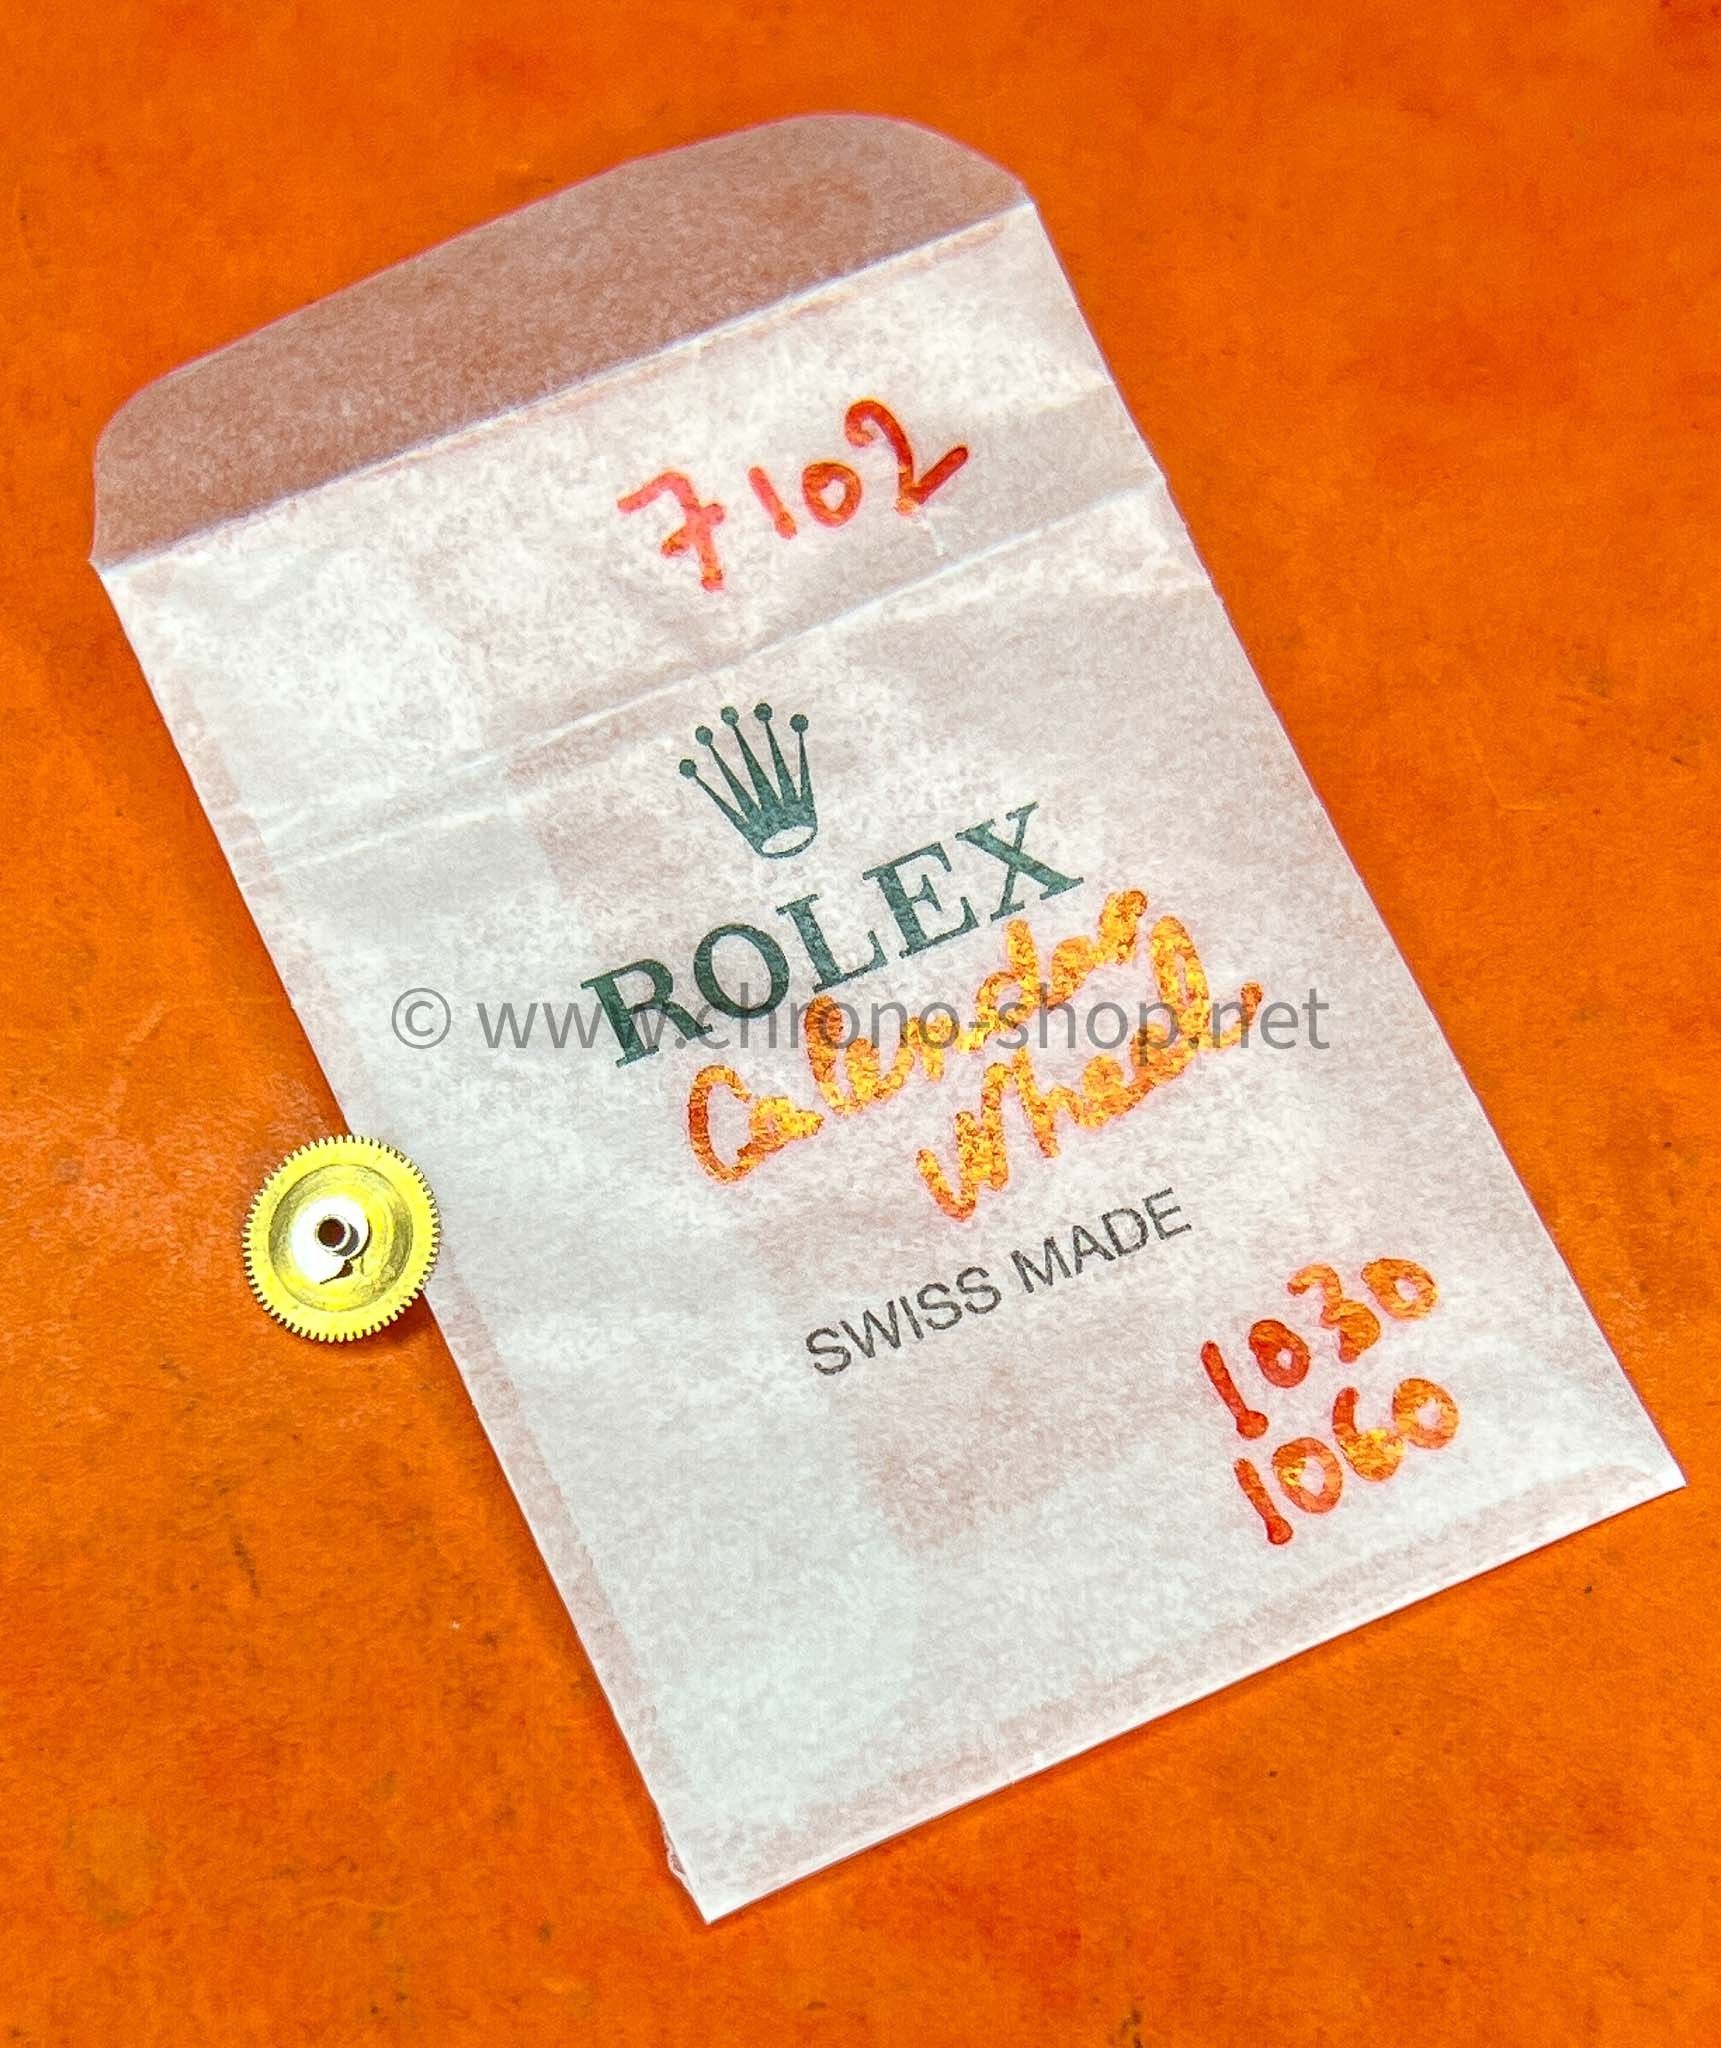 7102
ROLEX
Calendar
Wheel
© www.chrono-shop.net
SWISS MADE
1030
1060